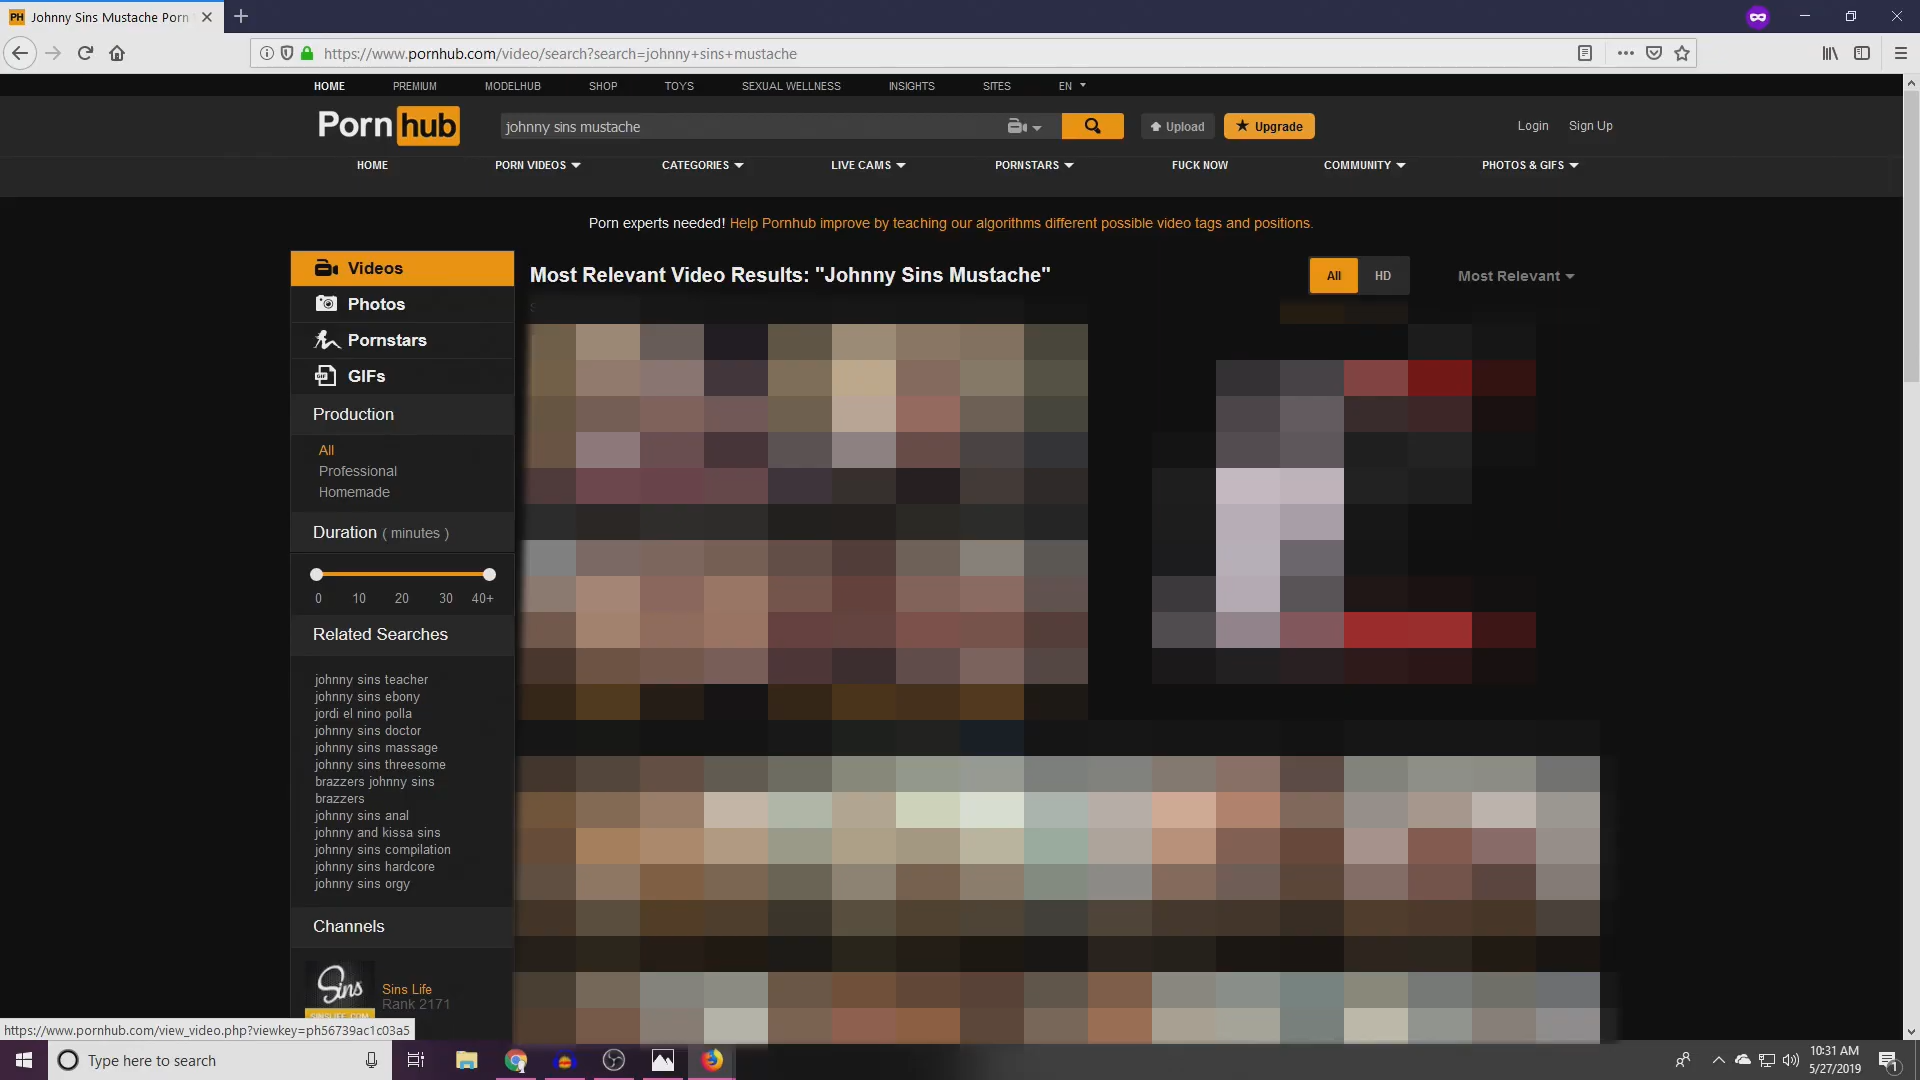 PH Johnny Sins Mustache Porn
https://www.pornhub.com/video/search?search=johnny+sins+mustache
HOME PREMIUM MODELHUB SHOP TOYS SEXUAL WELLNESS INSIGHTS SITES EN
Porn hub
johnny sins mustache
Upload
Upgrade
Login Sign Up
HOME PORN VIDEOS CATEGORIES LIVE CAMS PORNSTARS FUCK NOW COMMUNITY PHOTOS & GIFS
Porn experts needed! Help Pornhub improve by teaching our algorithms different possible video tags and positions.
Videos
Photos
Pornstars
GIFs
Production
All
Professional
Homemade
Duration ( minutes )
0 10 20 30 40+
Related Searches
johnny sins teacher
johnny sins ebony
jordi el nino polla
johnny sins doctor
johnny sins massage
johnny sins threesome
brazzers johnny sins
brazzers
johnny sins anal
johnny and kissa sins
johnny sins compilation
johnny sins hardcore
johnny sins orgy
Channels
Sins
SINSLIFE.COM
Sins Life
Rank 2171
Most Relevant Video Results: "Johnny Sins Mustache"
All HD
Most Relevant
https://www.pornhub.com/view_video.php?viewkey=ph56739ac1c03a5
Type here to search
10:31 AM
5/27/2019
1